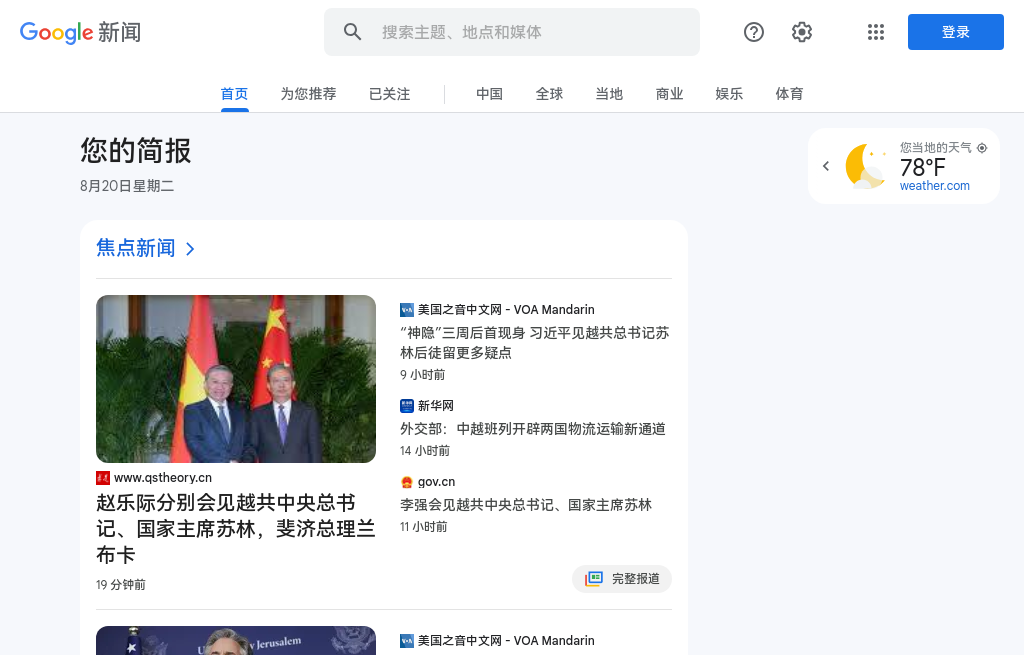 Google 新闻
搜索主题、地点和媒体
登录
首页
为您推荐
已关注
中国
全球
当地
商业
娱乐
体育
您的简报
8月20日星期二
您当地的天气
78°F
weather.com
焦点新闻
www.qstheory.cn
赵乐际分别会见越共中央总书
记、国家主席苏林，斐济总理兰
布卡
19 分钟前
美国之音中文网 - VOA Mandarin
“神隐”三周后首现身 习近平见越共总书记苏
林后徒留更多疑点
9 小时前
新华网
外交部：中越班列开辟两国物流运输新通道
14 小时前
gov.cn
李强会见越共中央总书记、国家主席苏林
11 小时前
完整报道
Jerusalem
VOA
美国之音中文网 - VOA Mandarin